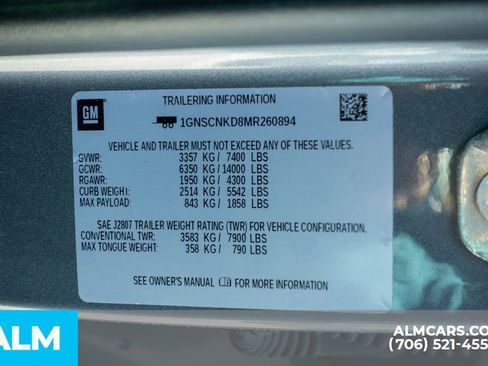 GM
TRAILERING INFORMATION
1GNSCNKD8MR260894
VEHICLE AND TRAILER MUST NOT EXCEED ANY OF THESE VALUES.
GVWR: 3357 KG / 7400 LBS
GCWR: 6350 KG / 14000 LBS
RGAWR: 1950 KG / 4300 LBS
CURB WEIGHT: 2514 KG / 5542 LBS
MAX PAYLOAD: 843 KG / 1858 LBS
SAE J2807 TRAILER WEIGHT RATING (TWR) FOR VEHICLE CONFIGURATION.
CONVENTIONAL TWR: 3583 KG / 7900 LBS
MAX TONGUE WEIGHT: 358 KG / 790 LBS
SEE OWNER'S MANUAL FOR MORE INFORMATION
ALM
ALMCARS.
(706) 521-455